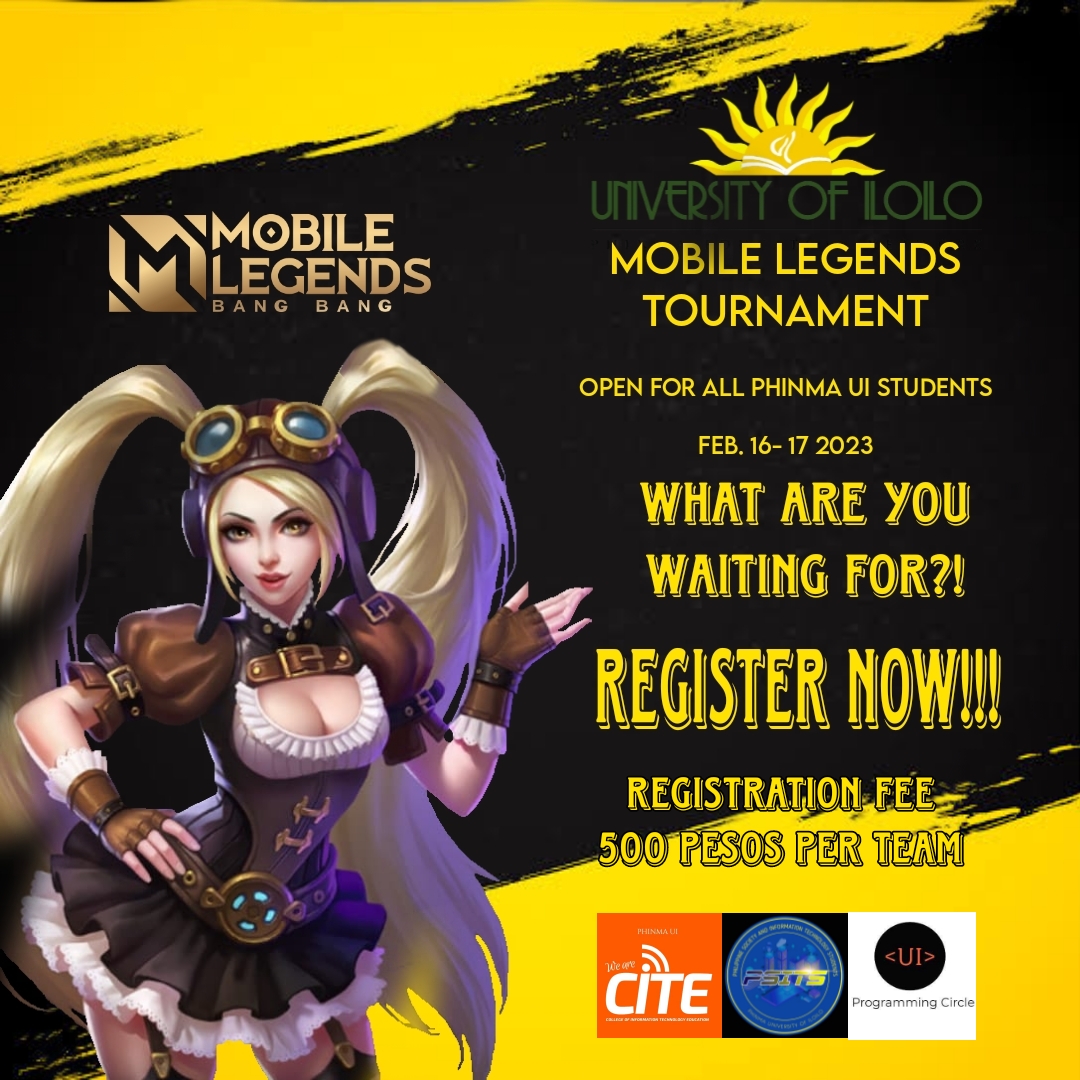 UNIVERSITY OF ILOILO
MOBILE LEGENDS
TOURNAMENT
MOBILE
LEGENDS
BANG BANG
OPEN FOR ALL PHINMA UI STUDENTS
FEB. 16- 17 2023
WHAT ARE YOU
WAITING FOR?!
REGISTER NOW!!!
REGISTRATION FEE
500 PESOS PER TEAM
PHINMA UI
We are
CITE
COLLEGE OF INFORMATION TECHNOLOGY EDUCATION
PSITS
<UI>
Programming Circle